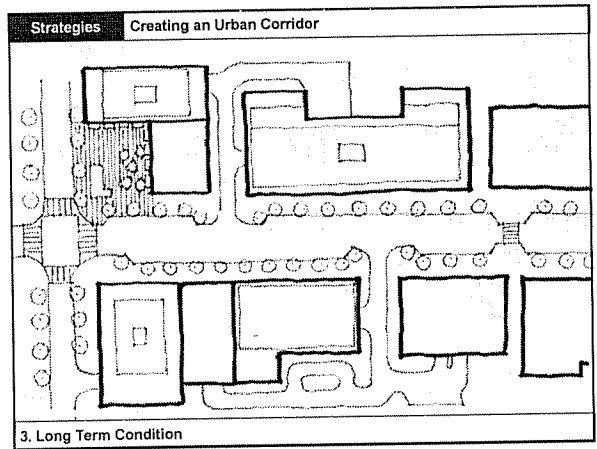 Strategies Creating an Urban Corridor
3. Long Term Condition